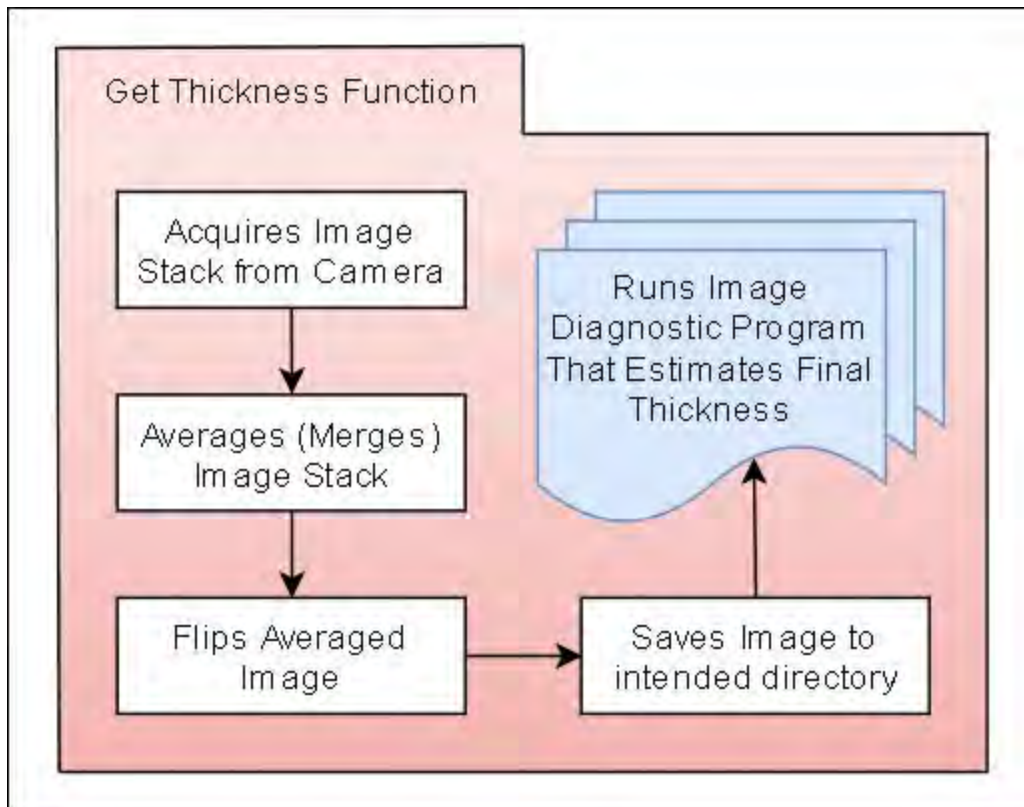 Get Thickness Function
Acquires Image
Stack from Camera
Averages (Merges)
Image Stack
Flips Averaged
Image
Saves Image to
intended directory
Runs Image
Diagnostic Program
That Estimates Final
Thickness